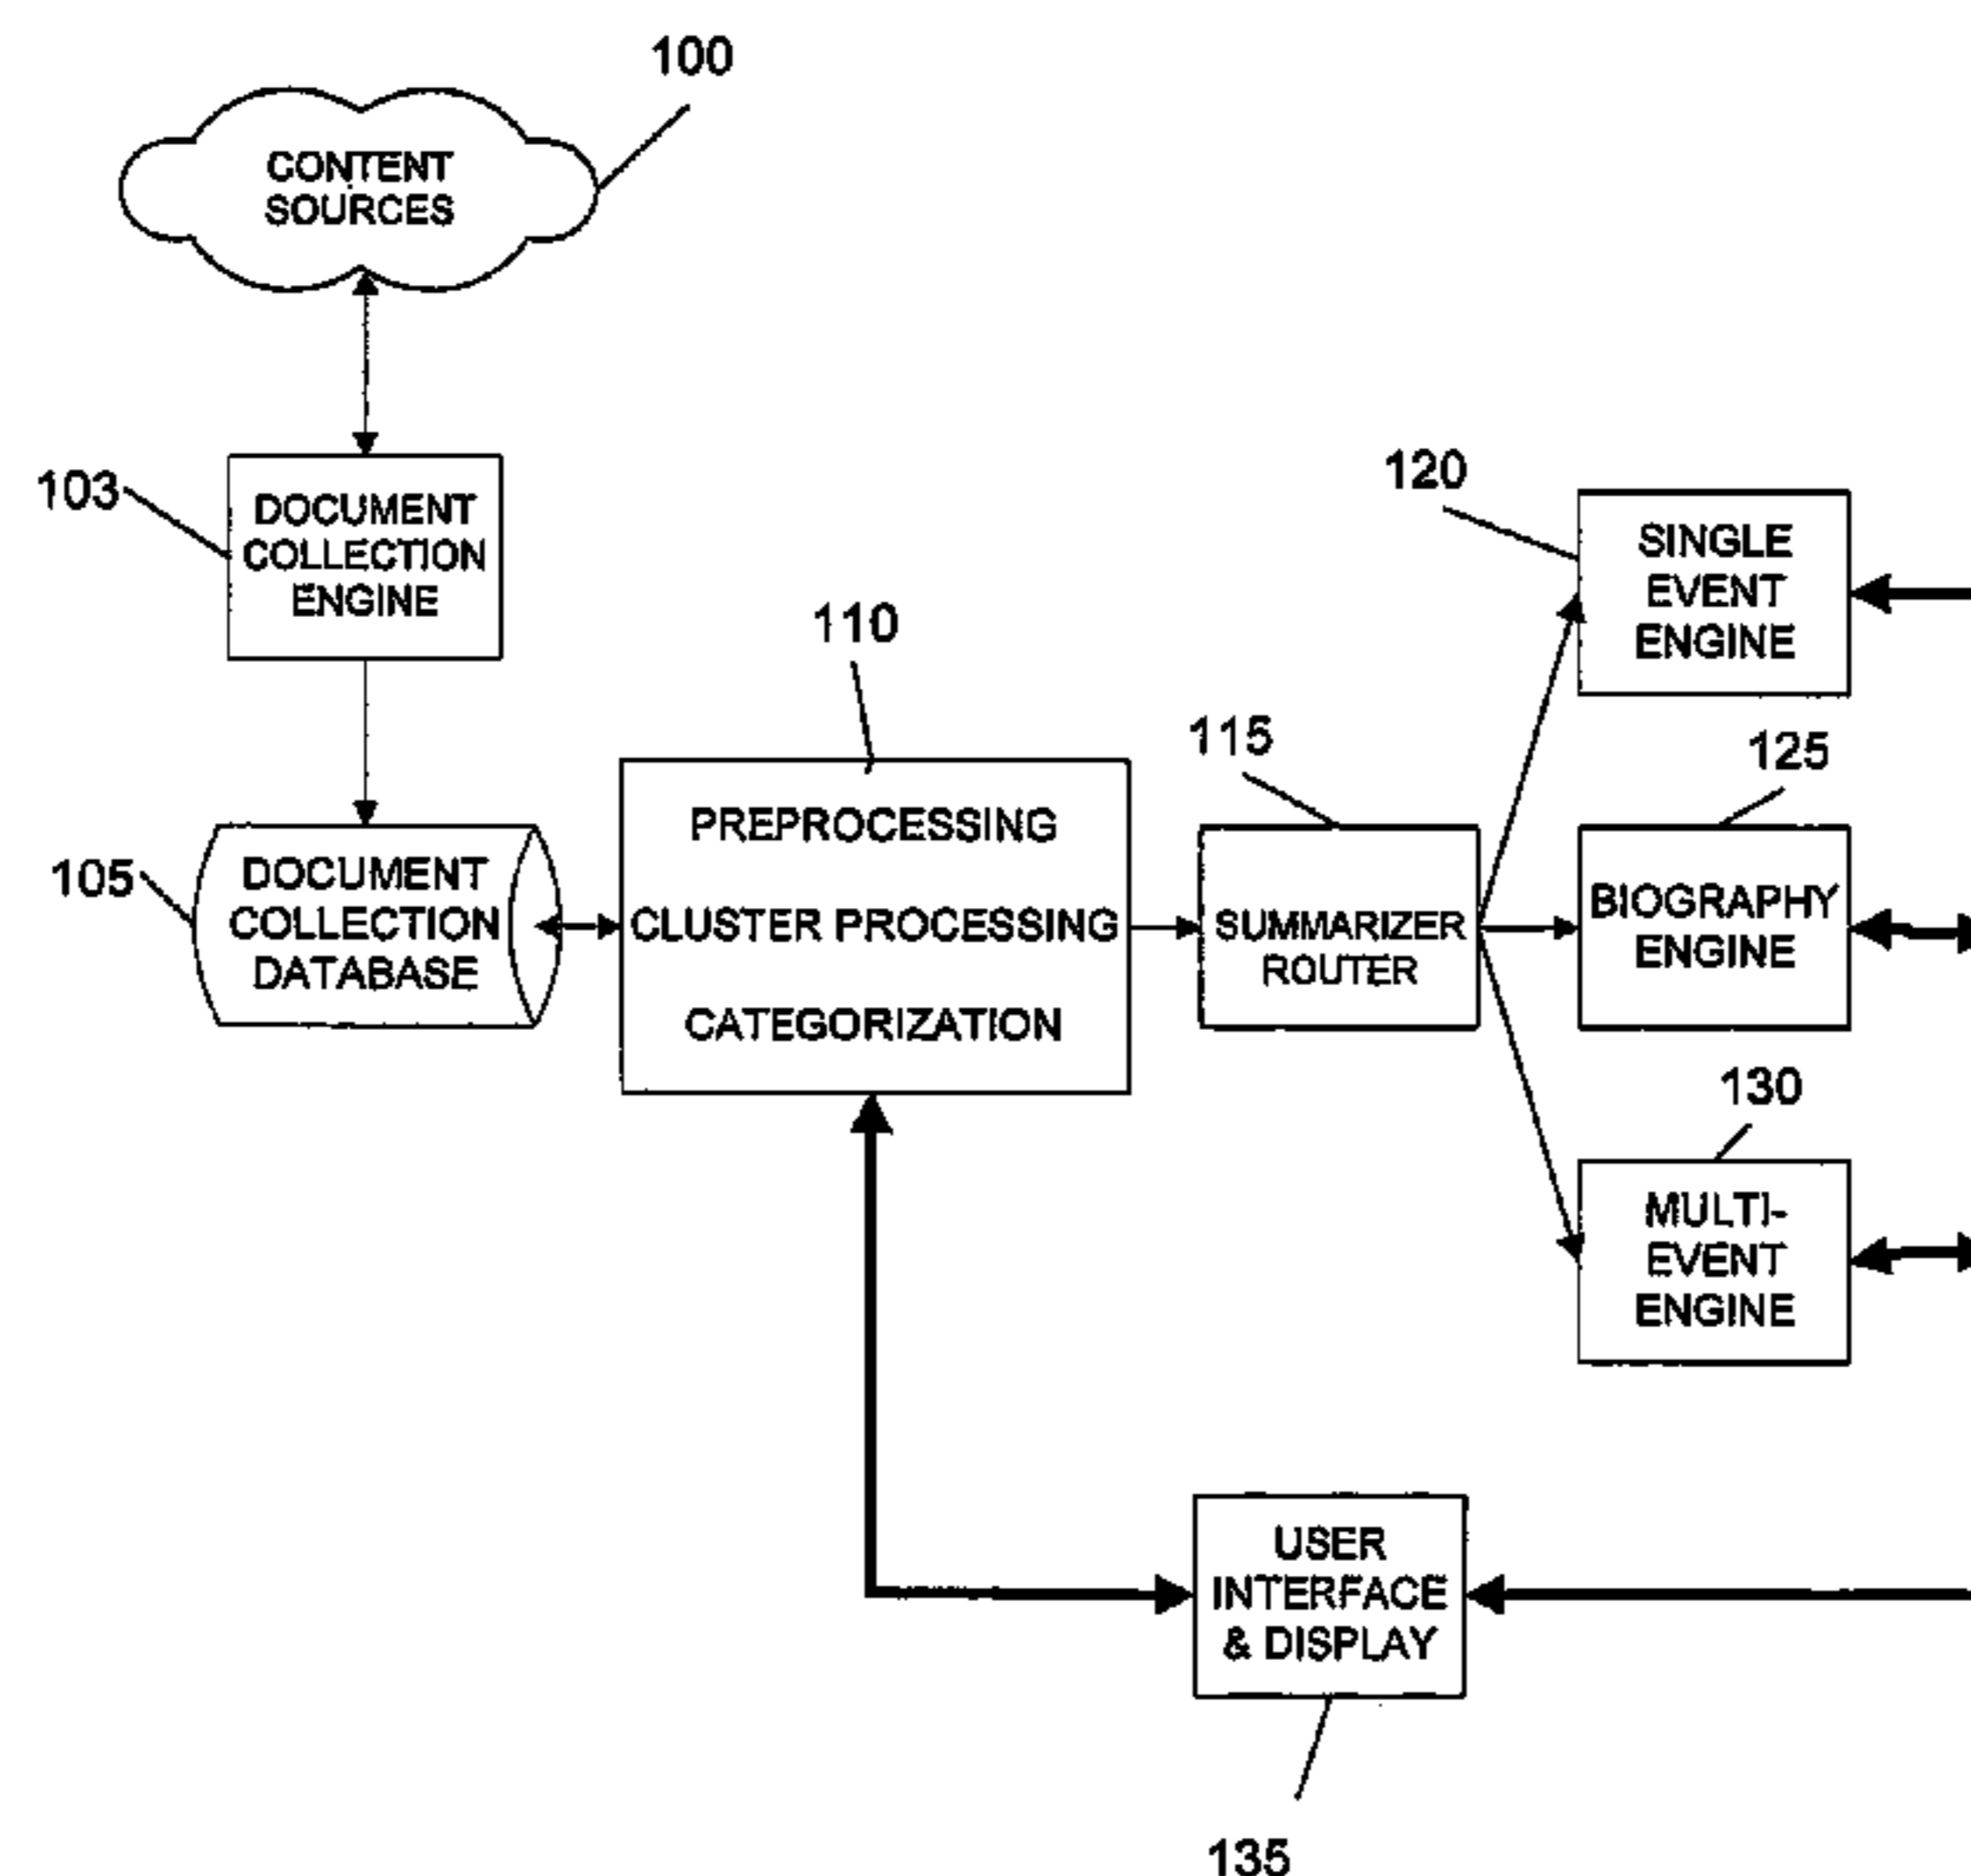 100
CONTENT
SOURCES
103
DOCUMENT
COLLECTION
ENGINE
120
SINGLE
EVENT
ENGINE
110
115
125
105
DOCUMENT
COLLECTION
DATABASE
PREPROCESSING
CLUSTER PROCESSING
CATEGORIZATION
SUMMARIZER
ROUTER
BIOGRAPHY
ENGINE
130
MULTI-
EVENT
ENGINE
USER
INTERFACE
& DISPLAY
135